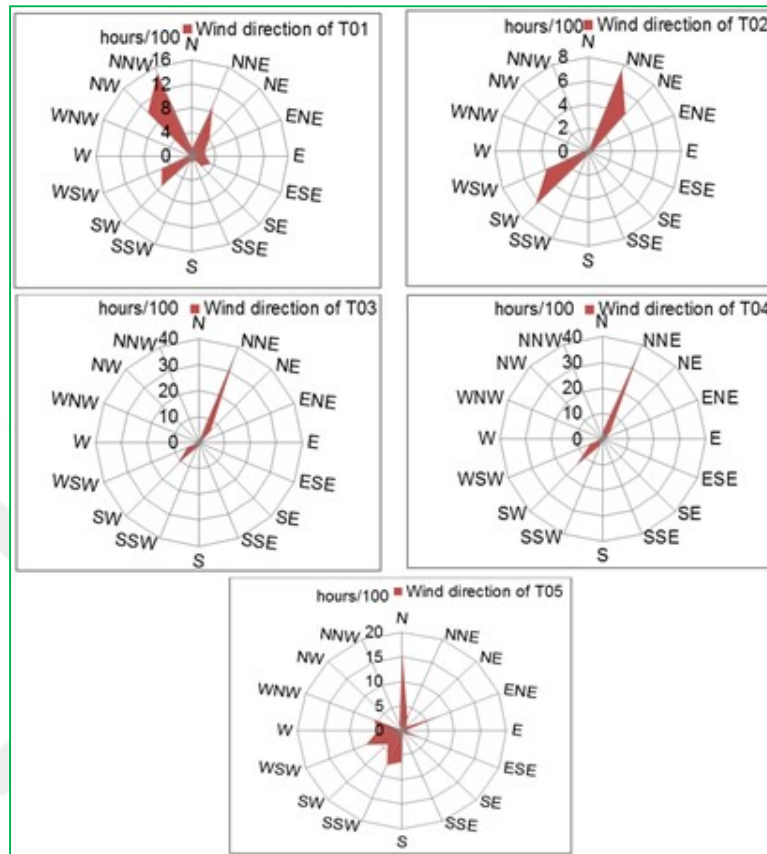 hours/100 Wind direction of T01
N
NNE
NE
ENE
E
ESE
SE
SSE
S
SSW
SW
WSW
W
WNW
NW
NNW
16
12
8
4
0
hours/100 Wind direction of T02
N
NNE
NE
ENE
E
ESE
SE
SSE
S
SSW
SW
WSW
W
WNW
NW
NNW
8
6
4
2
0
hours/100 Wind direction of T03
N
NNE
NE
ENE
E
ESE
SE
SSE
S
SSW
SW
WSW
W
WNW
NW
NNW
40
30
20
10
0
hours/100 Wind direction of T04
N
NNE
NE
ENE
E
ESE
SE
SSE
S
SSW
SW
WSW
W
WNW
NW
NNW
40
30
20
10
0
hours/100 Wind direction of T05
N
NNE
NE
ENE
E
ESE
SE
SSE
S
SSW
SW
WSW
W
WNW
NW
NNW
20
15
10
5
0